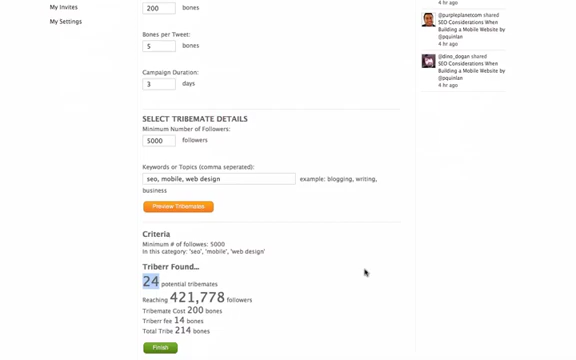 My Invites
My Settings
200 bones
Bones per Tweet:
5 bones
Campaign Duration:
3 days
SELECT TRIBEMATE DETAILS
Minimum Number of Followers:
5000 followers
Keywords or Topics (comma seperated):
seo, mobile, web design example: blogging, writing,
business
Preview Tribemates
Criteria
Minimum # of followes: 5000
In this category: 'seo', 'mobile', 'web design'
Triberr Found...
24 potential tribemates
Reaching 421,778 followers
Tribemate Cost 200 bones
Triberr fee 14 bones
Total Tribe 214 bones
Finish
4 hr ago
@purpleplanetcom shared
SEO Considerations When
Building a Mobile Website by
@pquinlan
4 hr ago
@dino_dogan shared
SEO Considerations When
Building a Mobile Website by
@pquinlan
4 hr ago